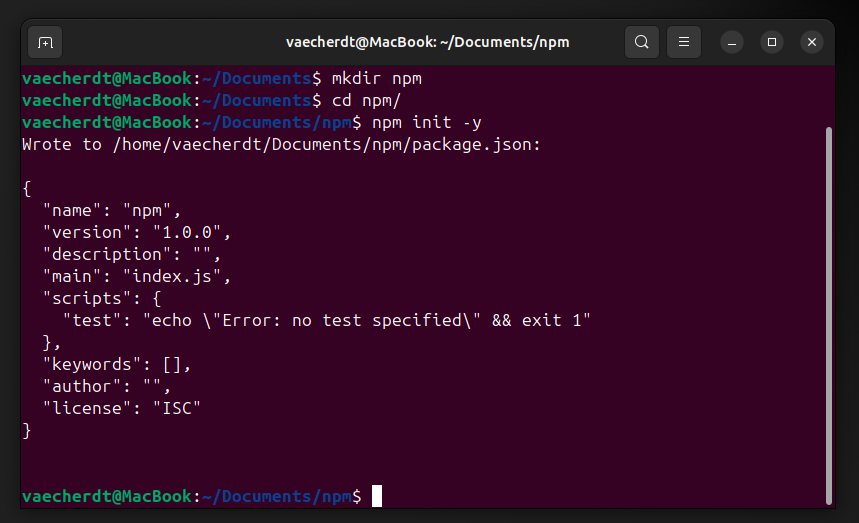 vaecherdt@MacBook: ~/Documents/npm
vaecherdt@MacBook:~/Documents$ mkdir npm
vaecherdt@MacBook:~/Documents$ cd npm/
vaecherdt@MacBook:~/Documents/npm$ npm init -y
Wrote to /home/vaecherdt/Documents/npm/package.json:

{
  "name": "npm",
  "version": "1.0.0",
  "description": "",
  "main": "index.js",
  "scripts": {
    "test": "echo \"Error: no test specified\" && exit 1"
  },
  "keywords": [],
  "author": "",
  "license": "ISC"
}

vaecherdt@MacBook:~/Documents/npm$